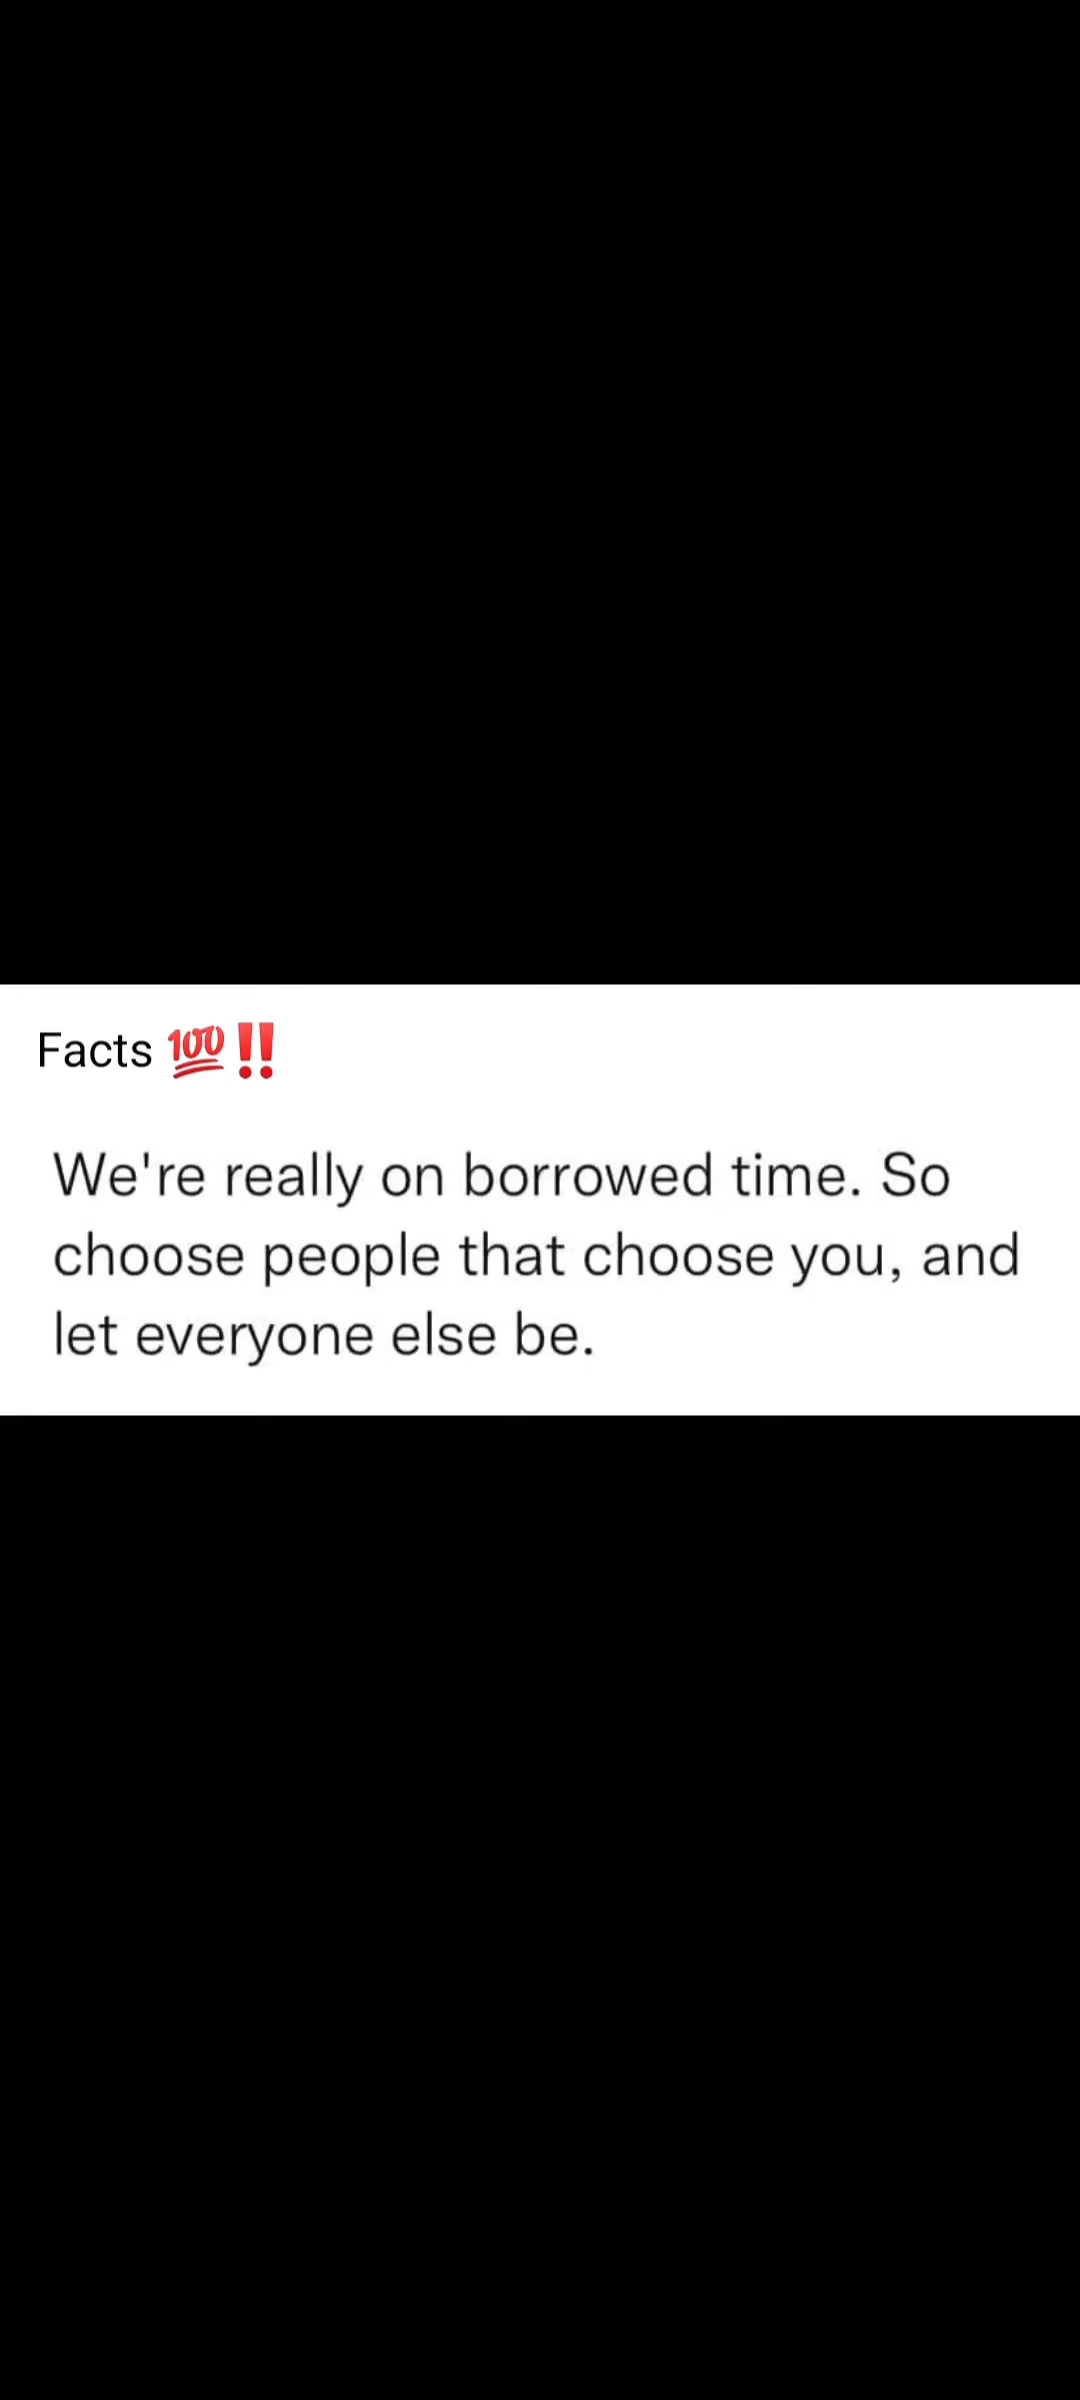 Facts 💯‼️
We're really on borrowed time. So
choose people that choose you, and
let everyone else be.